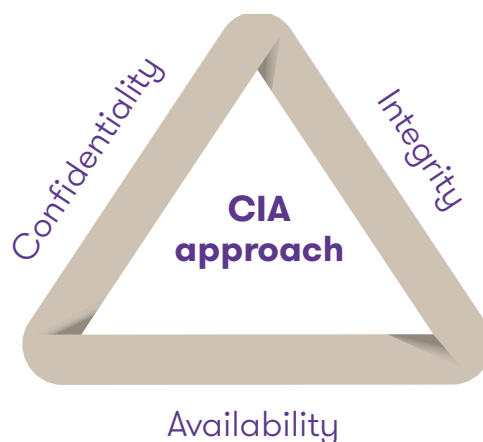 Confidentiality
Integrity
CIA
approach
Availability